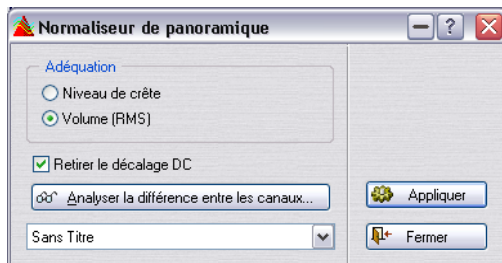 Normaliseur de panoramique
?
Adéquation
Niveau de crête
Volume (RMS)
Retirer le décalage DC
Analyser la différence entre les canaux...
Appliquer
Sans Titre
Fermer